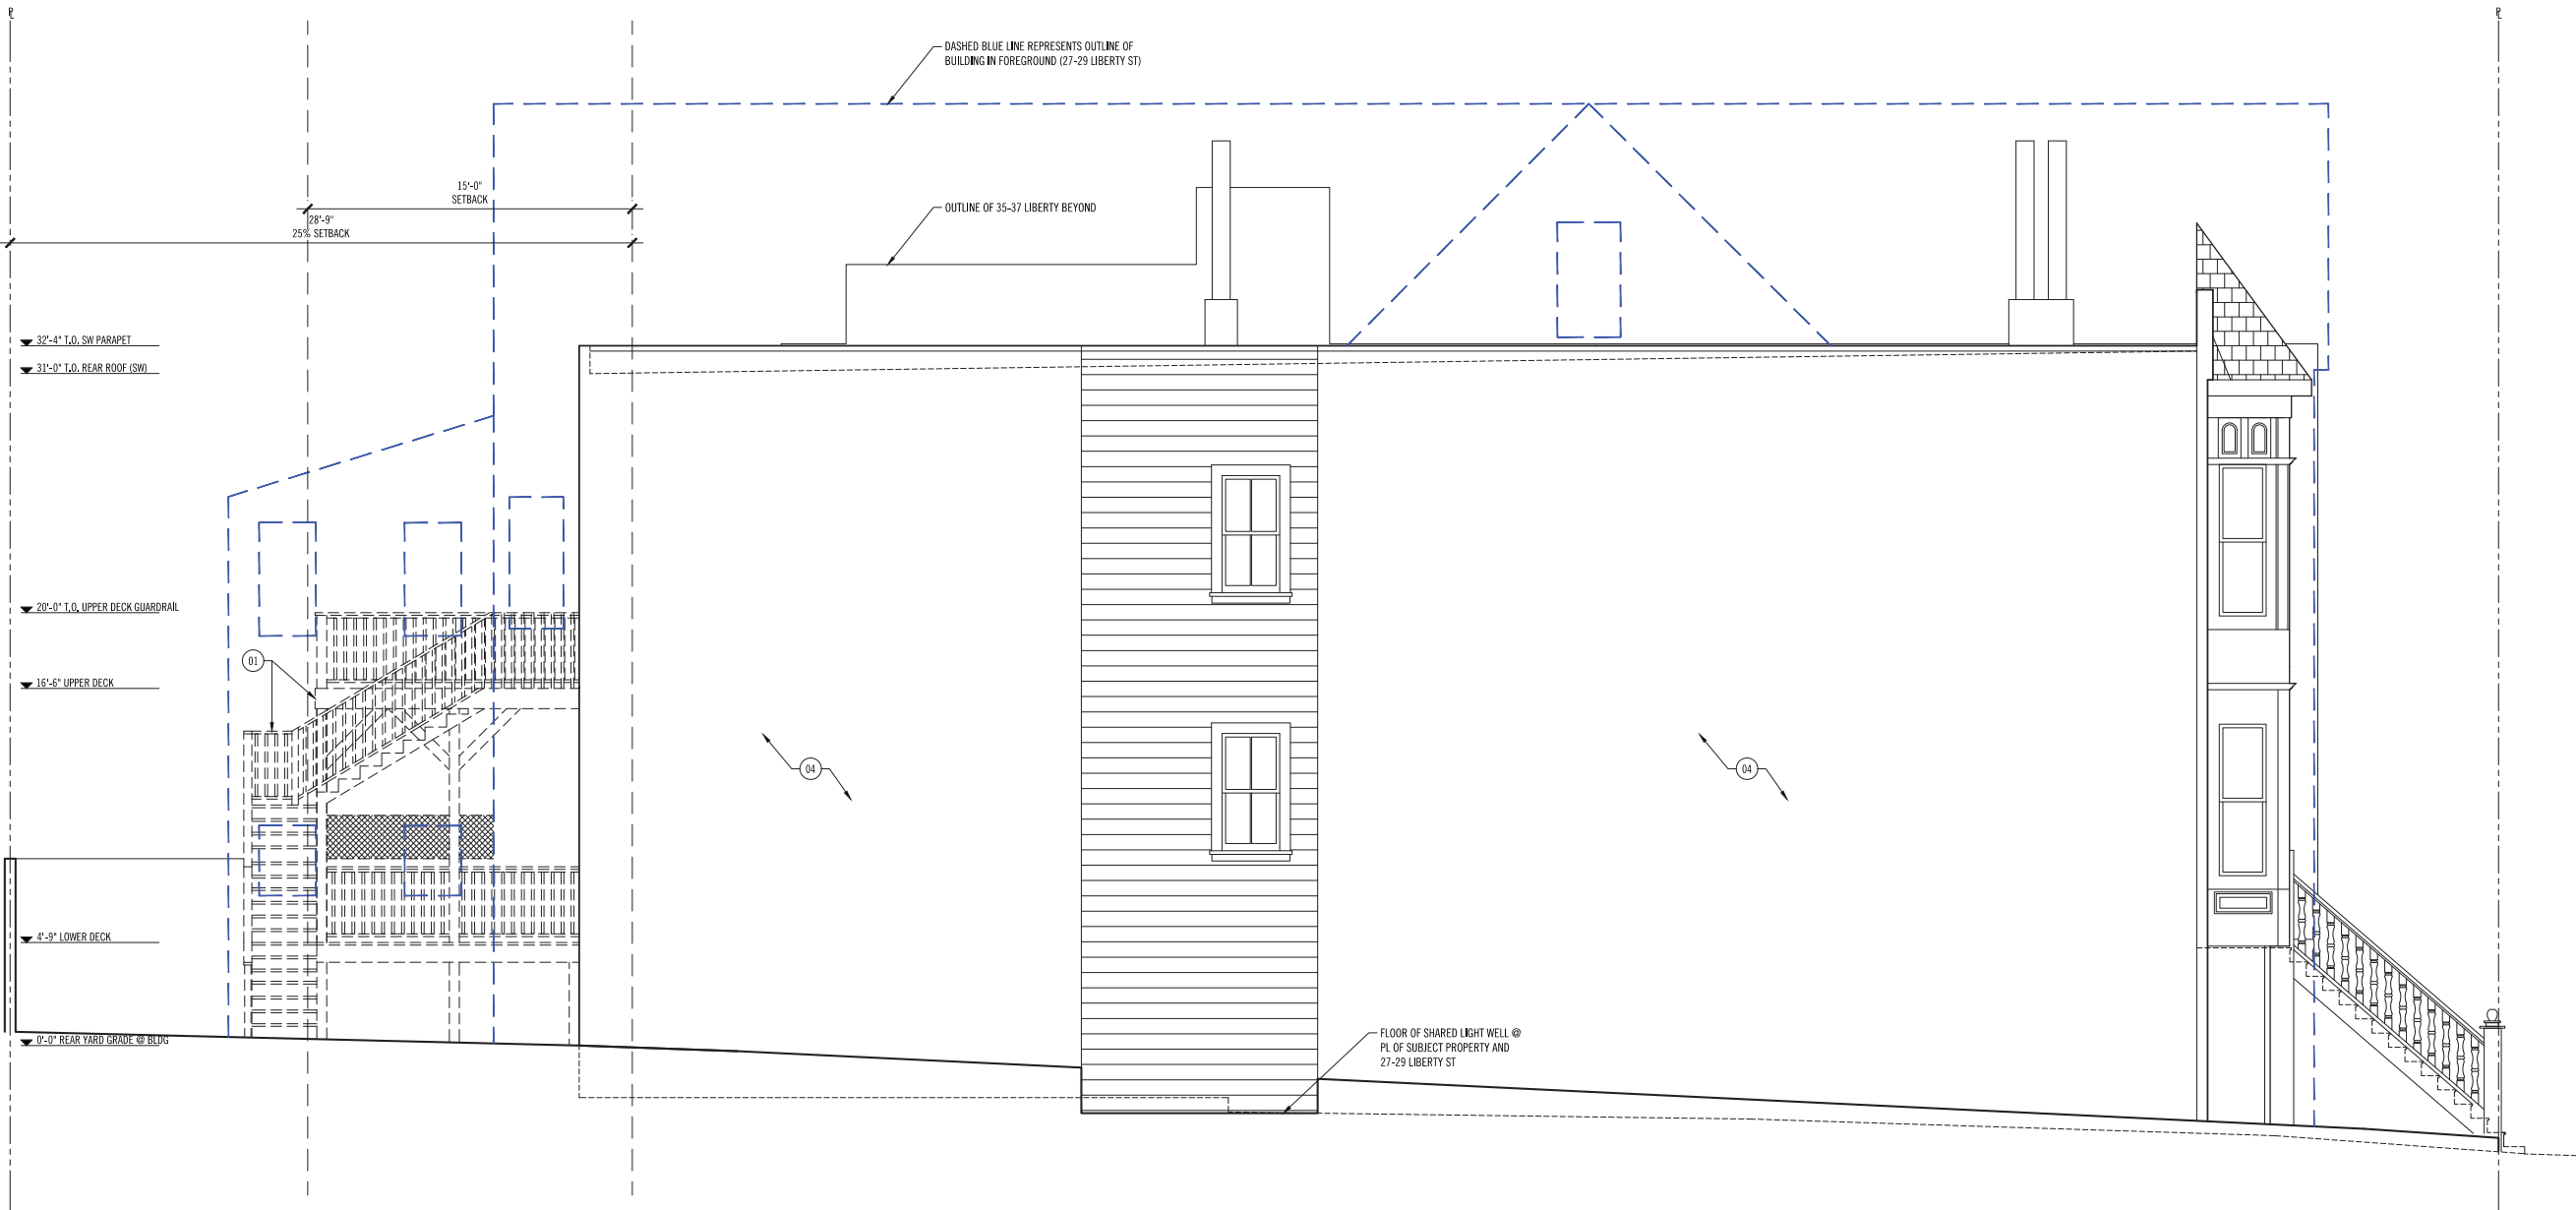 PL
PL
DASHED BLUE LINE REPRESENTS OUTLINE OF
BUILDING IN FOREGROUND (27-29 LIBERTY ST)
15'-0"
SETBACK
28'-9"
25% SETBACK
OUTLINE OF 35-37 LIBERTY BEYOND
32'-4" T.O. SW PARAPET
31'-0" T.O. REAR ROOF (SW)
20'-0" T.O. UPPER DECK GUARDRAIL
01
16'-6" UPPER DECK
04
04
4'-9" LOWER DECK
0'-0" REAR YARD GRADE @ BLDG
FLOOR OF SHARED LIGHT WELL @
PL OF SUBJECT PROPERTY AND
27-29 LIBERTY ST